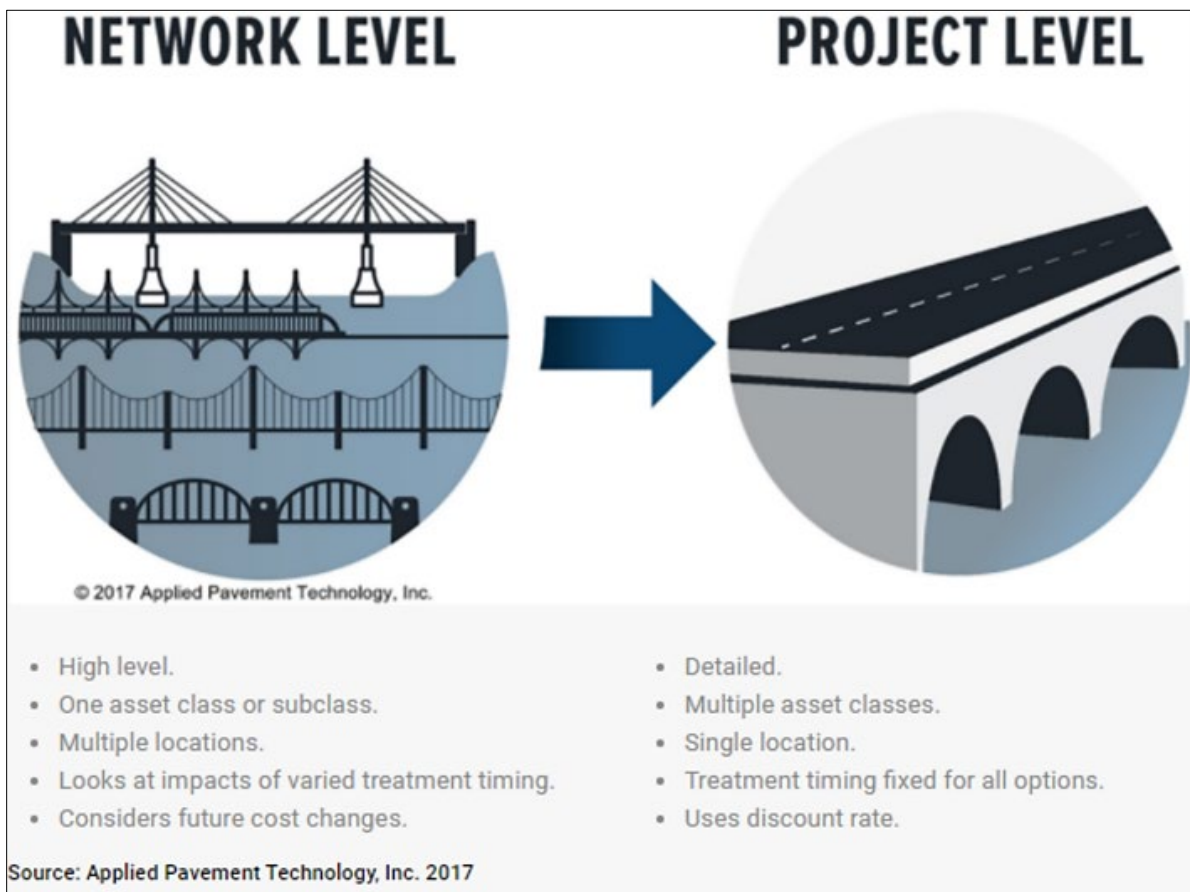 NETWORK LEVEL
PROJECT LEVEL
© 2017 Applied Pavement Technology, Inc.
• High level.
• One asset class or subclass.
• Multiple locations.
• Looks at impacts of varied treatment timing.
• Considers future cost changes.
• Detailed.
• Multiple asset classes.
• Single location.
• Treatment timing fixed for all options.
• Uses discount rate.
Source: Applied Pavement Technology, Inc. 2017